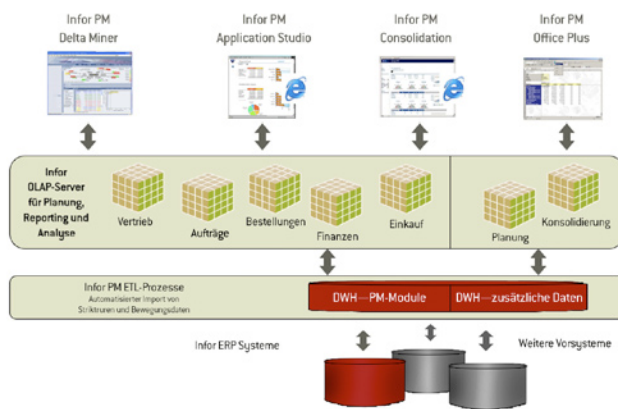 Infor PM
Delta Miner
Infor PM
Application Studio
Infor PM
Consolidation
Infor PM
Office Plus
Infor
OLAP-Server
für Planung,
Reporting und
Analyse
Vertrieb
Aufträge
Bestellungen
Finanzen
Einkauf
Planung
Konsolidierung
Infor PM ETL-Prozesse
Automatisierter Import von
Striktruren und Bewegungsdaten
DWH—PM-Module
DWH—zusätzliche Daten
Infor ERP Systeme
Weitere Vorsysteme